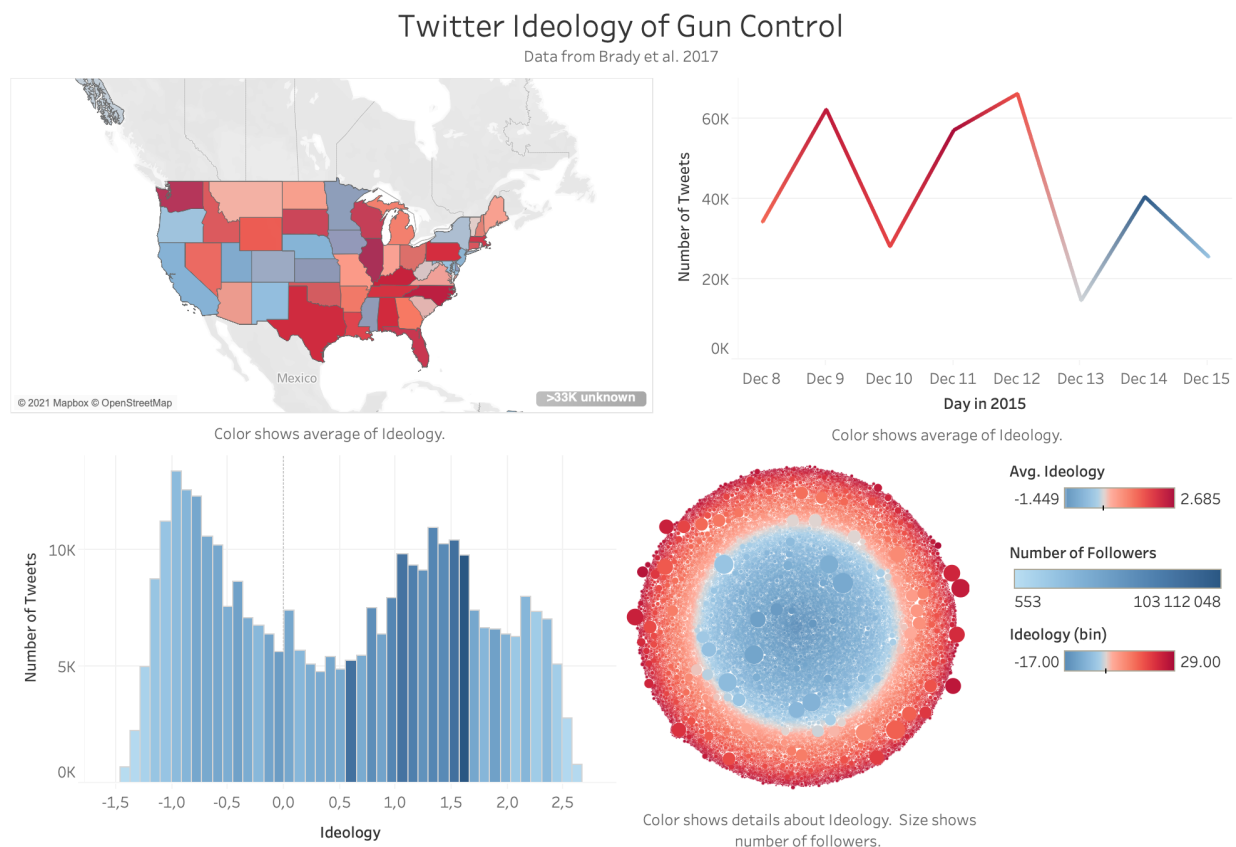 Twitter Ideology of Gun Control
Data from Brady et al. 2017
Mexico
© 2021 Mapbox © OpenStreetMap
>33K unknown
Color shows average of Ideology.
Number of Tweets
60K
40K
20K
0K
Dec 8 Dec 9 Dec 10 Dec 11 Dec 12 Dec 13 Dec 14 Dec 15
Day in 2015
Color shows average of Ideology.
Number of Tweets
10K
5K
0K
-1,5 -1,0 -0,5 0,0 0,5 1,0 1,5 2,0 2,5
Ideology
Color shows details about Ideology. Size shows
number of followers.
Avg. Ideology
-1.449 2.685
Number of Followers
553 103 112 048
Ideology (bin)
-17.00 29.00